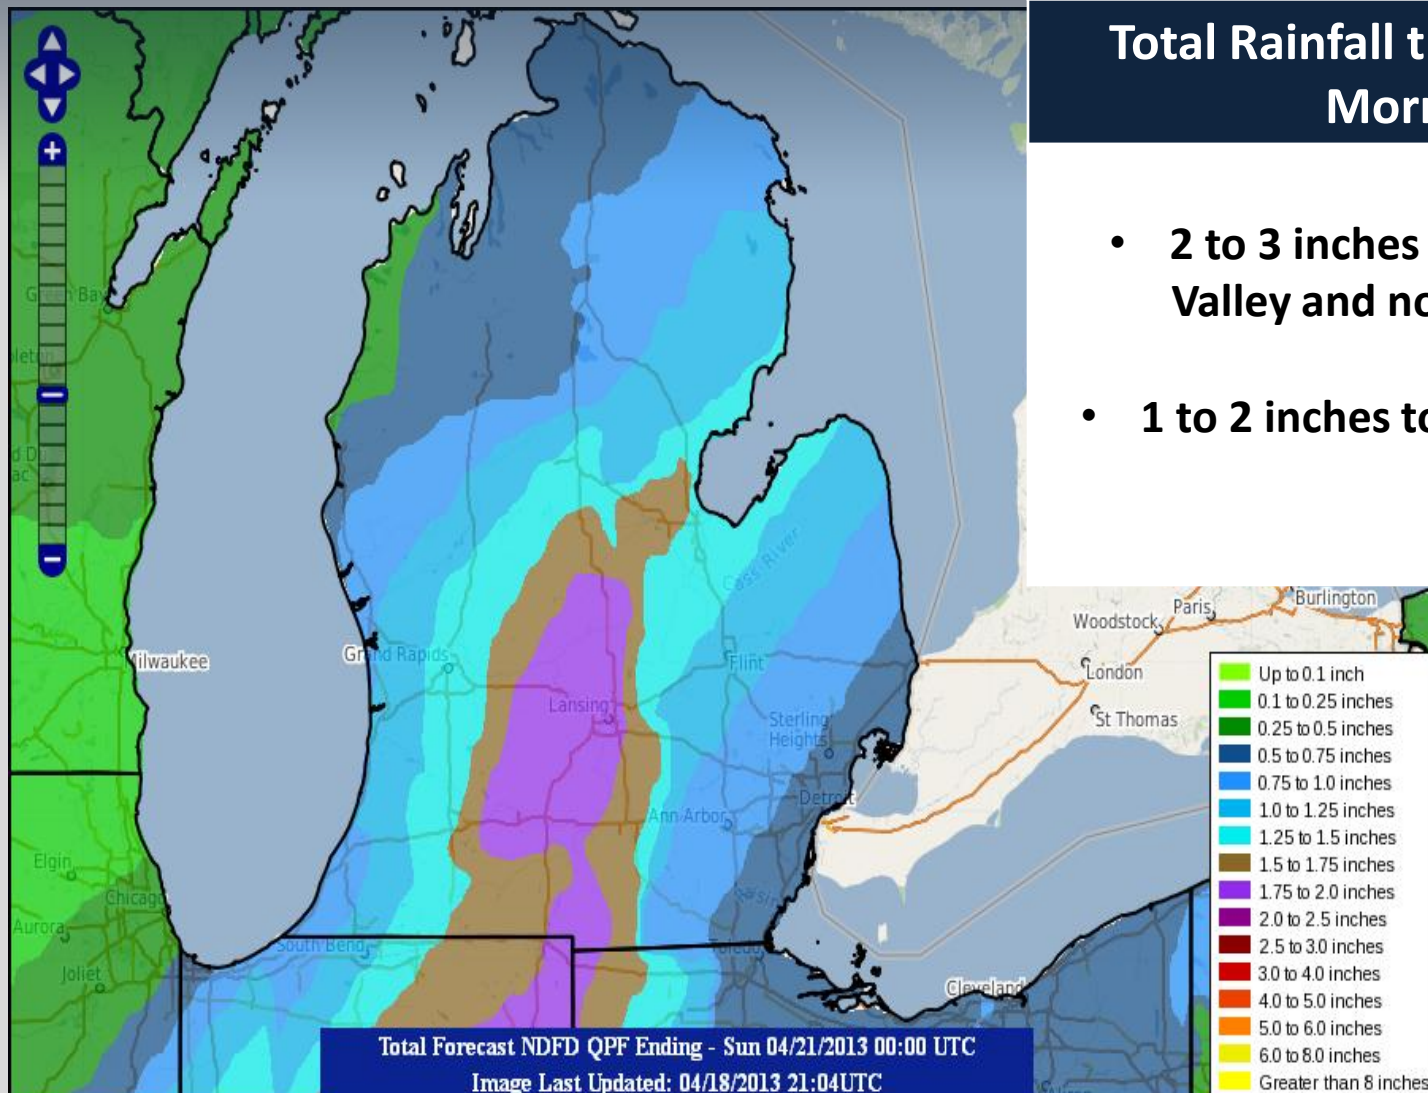 Total Rainfall t
Morr
• 2 to 3 inches
Valley and no
• 1 to 2 inches to
Green Bay
Milwaukee
Grand Rapids
Flint
Lansing
Sterling
Heights
Detroit
Ann Arbor
Cass River
Raisin
Toledo
South Bend
Elgin
Chicago
Aurora
Joliet
Cleveland
Woodstock
Paris
Burlington
London
St Thomas
Up to 0.1 inch
0.1 to 0.25 inches
0.25 to 0.5 inches
0.5 to 0.75 inches
0.75 to 1.0 inches
1.0 to 1.25 inches
1.25 to 1.5 inches
1.5 to 1.75 inches
1.75 to 2.0 inches
2.0 to 2.5 inches
2.5 to 3.0 inches
3.0 to 4.0 inches
4.0 to 5.0 inches
5.0 to 6.0 inches
6.0 to 8.0 inches
Greater than 8 inches
Total Forecast NDFD QPF Ending - Sun 04/21/2013 00:00 UTC
Image Last Updated: 04/18/2013 21:04UTC